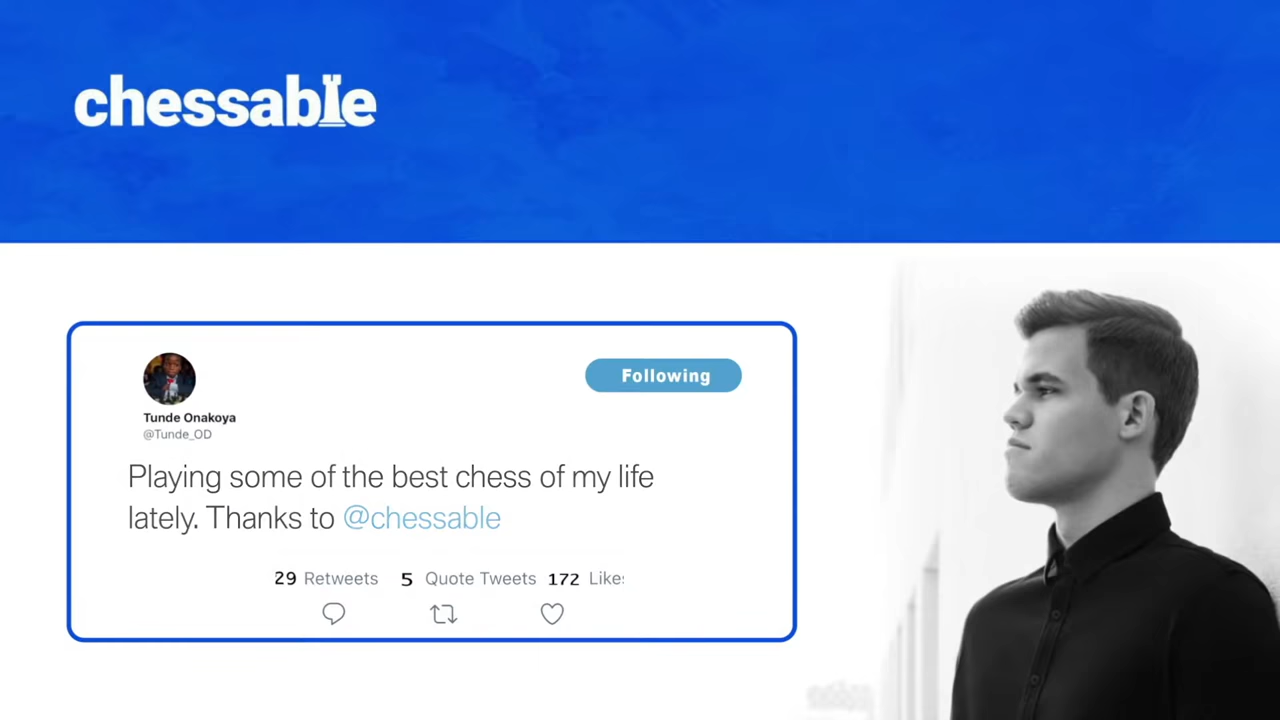 chessable
Following
Tunde Onakoya
@Tunde_OD
Playing some of the best chess of my life
lately. Thanks to @chessable
29 Retweets 5 Quote Tweets 172 Likes